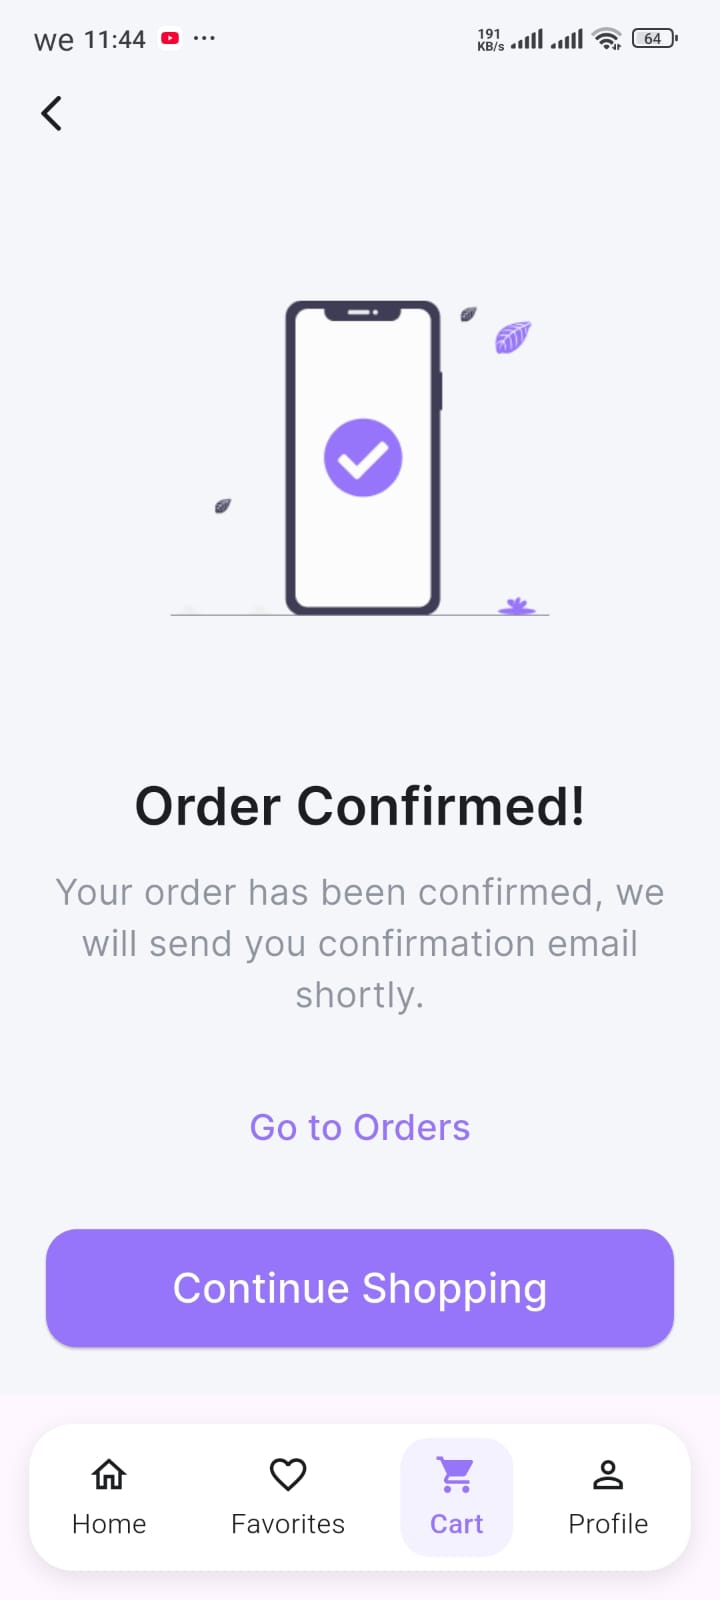 we 11:44 191 KB/s 64
Order Confirmed!
Your order has been confirmed, we
will send you confirmation email
shortly.
Go to Orders
Continue Shopping
Home Favorites Cart Profile